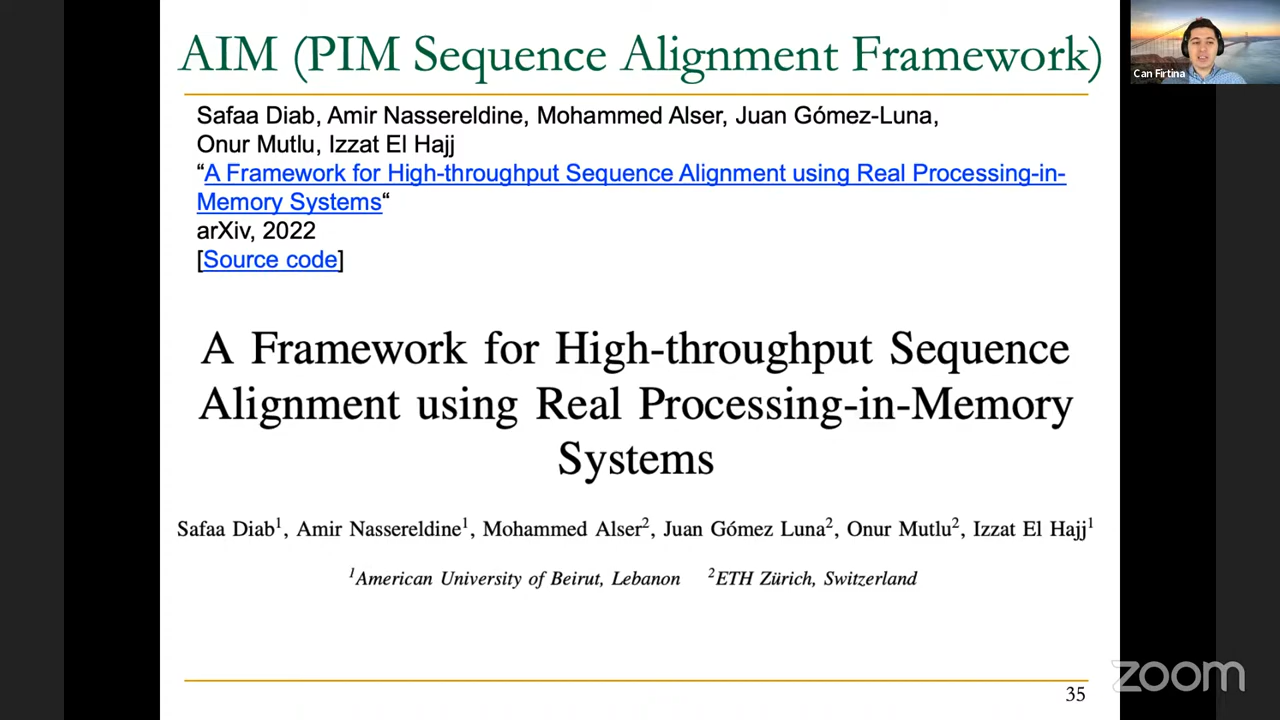 AIM (PIM Sequence Alignment Framework)
Can Firtina
Safaa Diab, Amir Nassereldine, Mohammed Alser, Juan Gómez-Luna,
Onur Mutlu, Izzat El Hajj
“A Framework for High-throughput Sequence Alignment using Real Processing-in-
Memory Systems“
arXiv, 2022
[Source code]
A Framework for High-throughput Sequence
Alignment using Real Processing-in-Memory
Systems
Safaa Diab¹, Amir Nassereldine¹, Mohammed Alser², Juan Gómez Luna², Onur Mutlu², Izzat El Hajj¹
¹American University of Beirut, Lebanon ²ETH Zürich, Switzerland
zoom
35